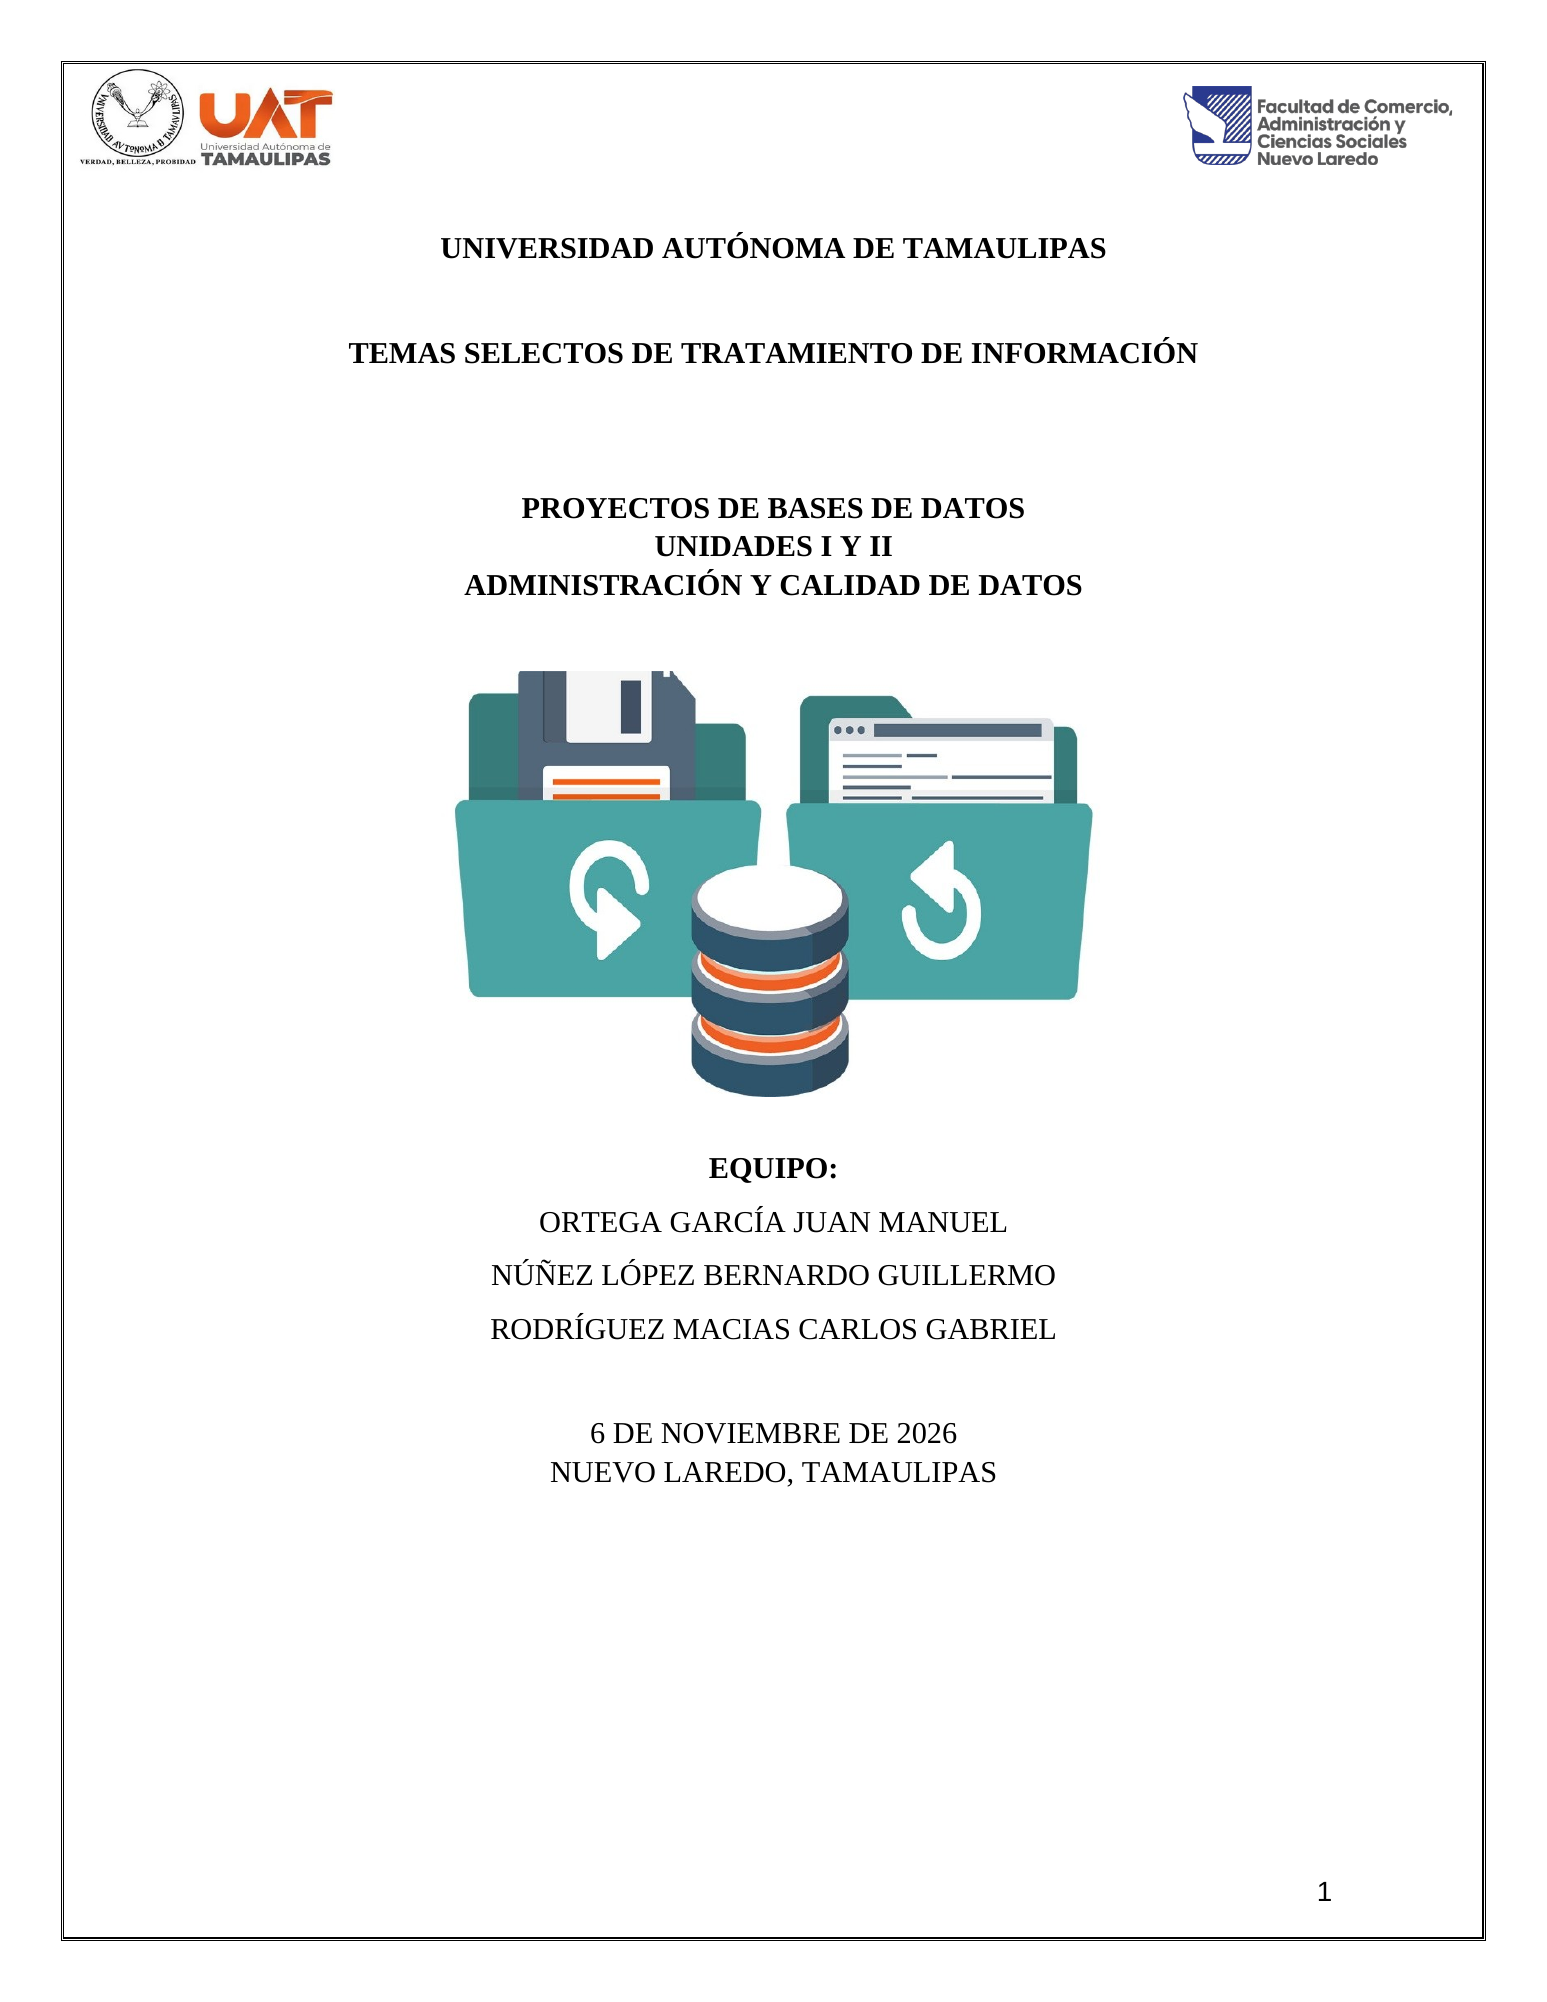 VNIVERSIDAD AVTONOMA D TAMAVLIPAS
VERDAD, BELLEZA, PROBIDAD
UAT
Universidad Autónoma de
TAMAULIPAS
Facultad de Comercio,
Administración y
Ciencias Sociales
Nuevo Laredo
UNIVERSIDAD AUTÓNOMA DE TAMAULIPAS
TEMAS SELECTOS DE TRATAMIENTO DE INFORMACIÓN
PROYECTOS DE BASES DE DATOS
UNIDADES I Y II
ADMINISTRACIÓN Y CALIDAD DE DATOS
EQUIPO:
ORTEGA GARCÍA JUAN MANUEL
NÚÑEZ LÓPEZ BERNARDO GUILLERMO
RODRÍGUEZ MACIAS CARLOS GABRIEL
6 DE NOVIEMBRE DE 2026
NUEVO LAREDO, TAMAULIPAS
1